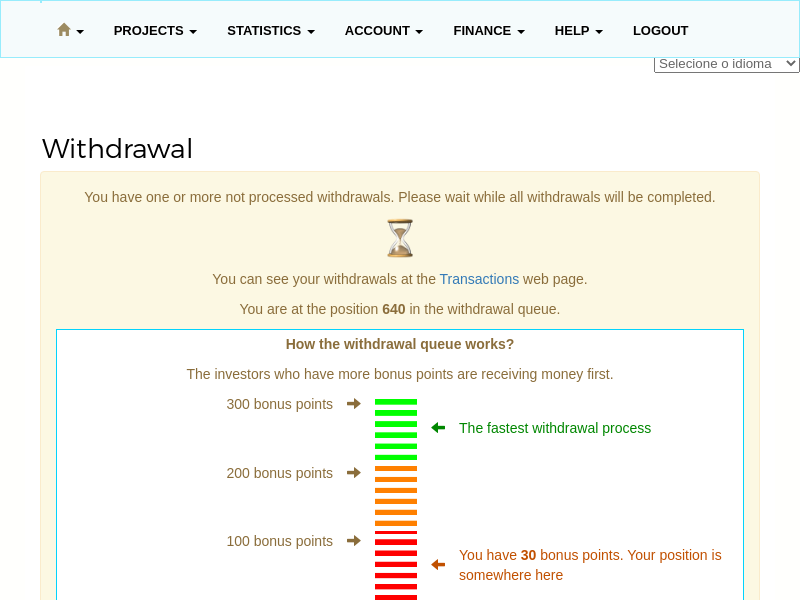 PROJECTS STATISTICS ACCOUNT FINANCE HELP LOGOUT
Selecione o idioma
Withdrawal
You have one or more not processed withdrawals. Please wait while all withdrawals will be completed.
You can see your withdrawals at the Transactions web page.
You are at the position 640 in the withdrawal queue.
How the withdrawal queue works?
The investors who have more bonus points are receiving money first.
300 bonus points
The fastest withdrawal process
200 bonus points
100 bonus points
You have 30 bonus points. Your position is
somewhere here